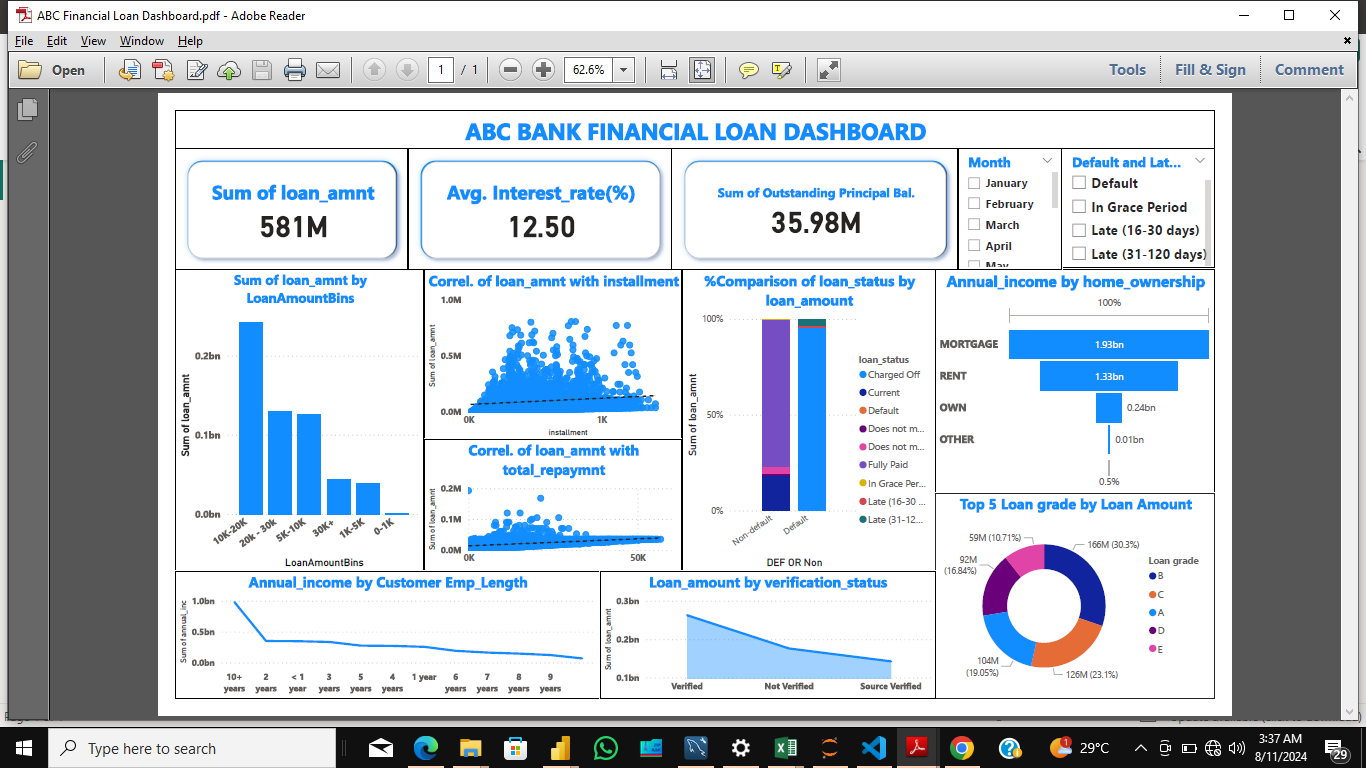 ABC Financial Loan Dashboard.pdf - Adobe Reader
File Edit View Window Help
Open
1 / 1
62.6%
Tools
Fill & Sign
Comment
ABC BANK FINANCIAL LOAN DASHBOARD
Sum of loan_amnt
581M
Avg. Interest_rate(%)
12.50
Sum of Outstanding Principal Bal.
35.98M
Month
January
February
March
April
Default and Lat...
Default
In Grace Period
Late (16-30 days)
Late (31-120 days)
Sum of loan_amnt by
LoanAmountBins
Sum of loan_amnt
0.2bn
0.1bn
0.0bn
10K-20K
20k - 30k
5K-10K
30K+
1K-5K
0-1K
LoanAmountBins
Correl. of loan_amnt with installment
Sum of loan_amnt
1.0M
0.5M
0.0M
0K
1K
installment
Correl. of loan_amnt with
total_repaymnt
Sum of loan_amnt
0.2M
0.1M
0.0M
0K
50K
%Comparison of loan_status by
loan_amount
Sum of loan_amnt
100%
50%
0%
Non-default
Default
DEF OR Non
loan_status
Charged Off
Current
Default
Does not m...
Does not m...
Fully Paid
In Grace Per...
Late (16-30 ...
Late (31-12...
Annual_income by home_ownership
100%
MORTGAGE
1.93bn
RENT
1.33bn
OWN
0.24bn
OTHER
0.01bn
0.5%
Annual_income by Customer Emp_Length
Sum of annual_inc
1.0bn
0.5bn
0.0bn
10+
years
2
years
< 1
year
3
years
5
years
4
years
1 year
6
years
7
years
8
years
9
years
Loan_amount by verification_status
Sum of loan_amnt
0.3bn
0.2bn
0.1bn
Verified
Not Verified
Source Verified
Top 5 Loan grade by Loan Amount
59M (10.71%)
166M (30.3%)
92M
(16.84%)
104M
(19.05%)
126M (23.1%)
Loan grade
B
C
A
D
E
Type here to search
29°C
3:37 AM
8/11/2024
29